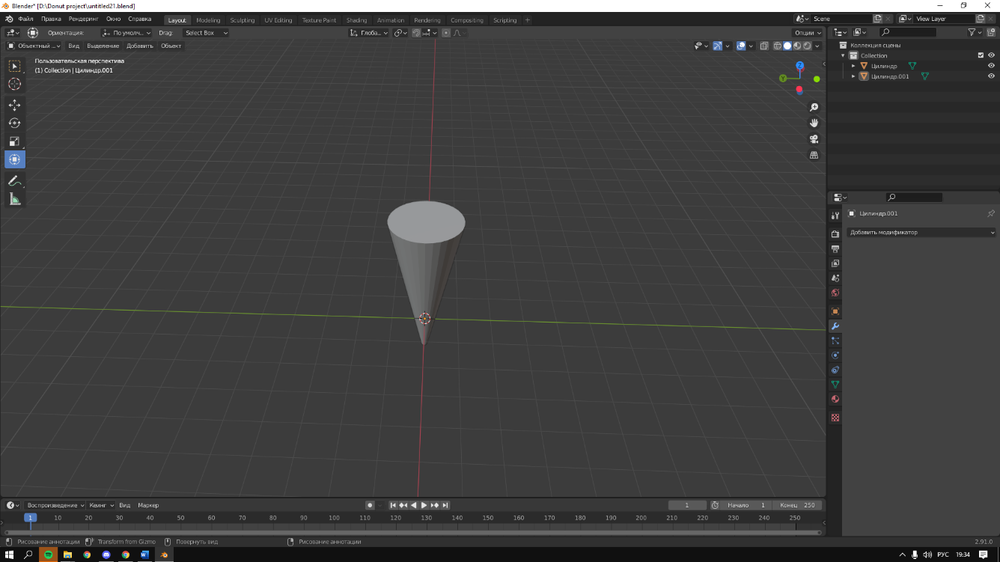 Blender* [D:\Donut project\untitled21.blend]
Файл Правка Рендеринг Окно Справка Layout Modeling Sculpting UV Editing Texture Paint Shading Animation Rendering Compositing Scripting + Scene View Layer
Ориентация: По умолч... Drag: Select Box Глоба... Опции
Объектный ... Вид Выделение Добавить Объект
Пользовательская перспектива
(1) Collection | Цилиндр.001
Z
Y
Коллекция сцены
Collection
Цилиндр
Цилиндр.001
Цилиндр.001
Добавить модификатор
Воспроизведение Кеинг Вид Маркер 1 Начало 1 Конец 250
1 10 20 30 40 50 60 70 80 90 100 110 120 130 140 150 160 170 180 190 200 210 220 230 240 250
Рисование аннотации Transform from Gizmo Повернуть вид Рисование аннотации 2.91.0
РУС 19:34